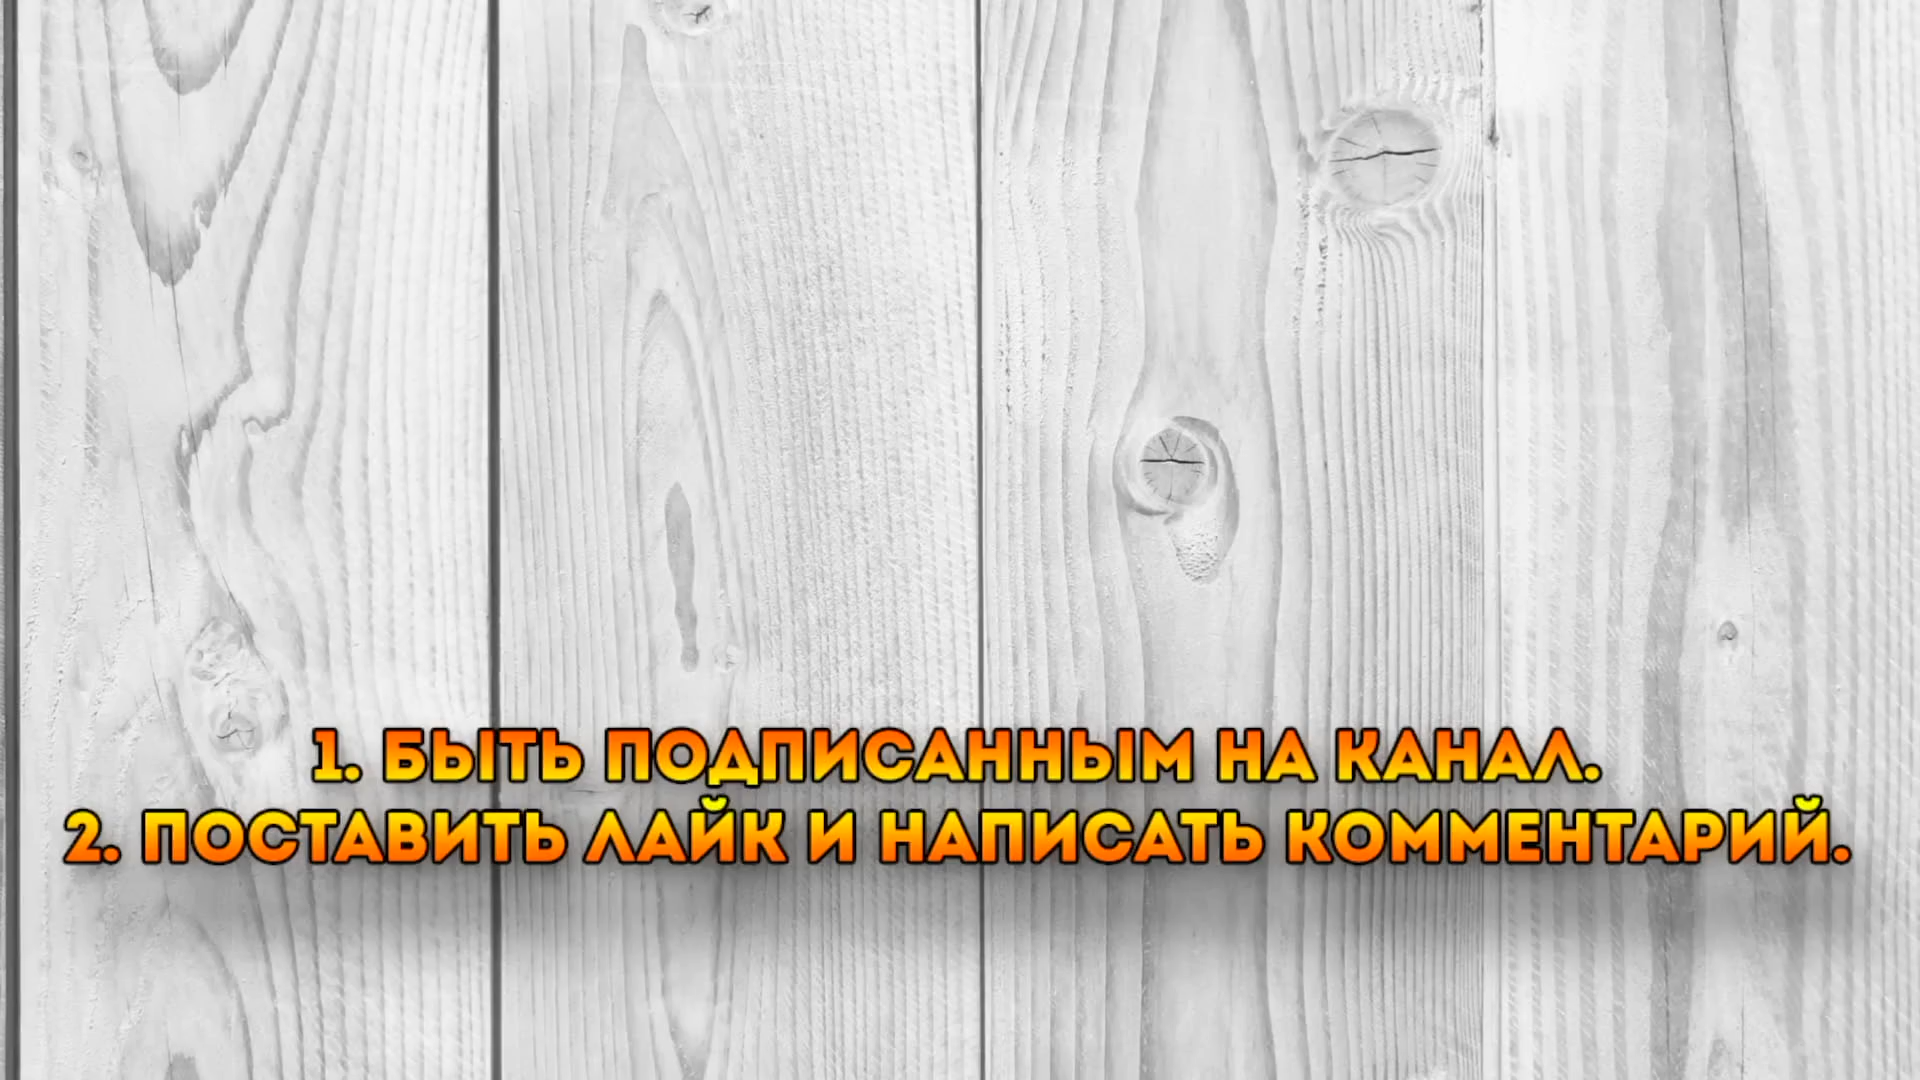 1. БЫТЬ ПОДПИСАННЫМ НА КАНАЛ.
2. ПОСТАВИТЬ ЛАЙК И НАПИСАТЬ КОММЕНТАРИЙ.